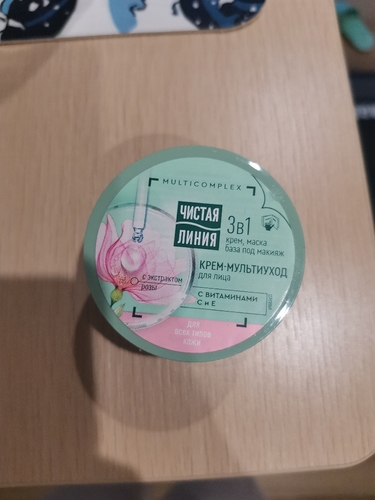 MULTICOMPLEX
ЧИСТАЯ
ЛИНИЯ
3в1
крем, маска
база под макияж
КРЕМ-МУЛЬТИУХОД
для лица
с экстрактом
розы
С ВИТАМИНАМИ
С и Е
ДЛЯ
ВСЕХ ТИПОВ
КОЖИ